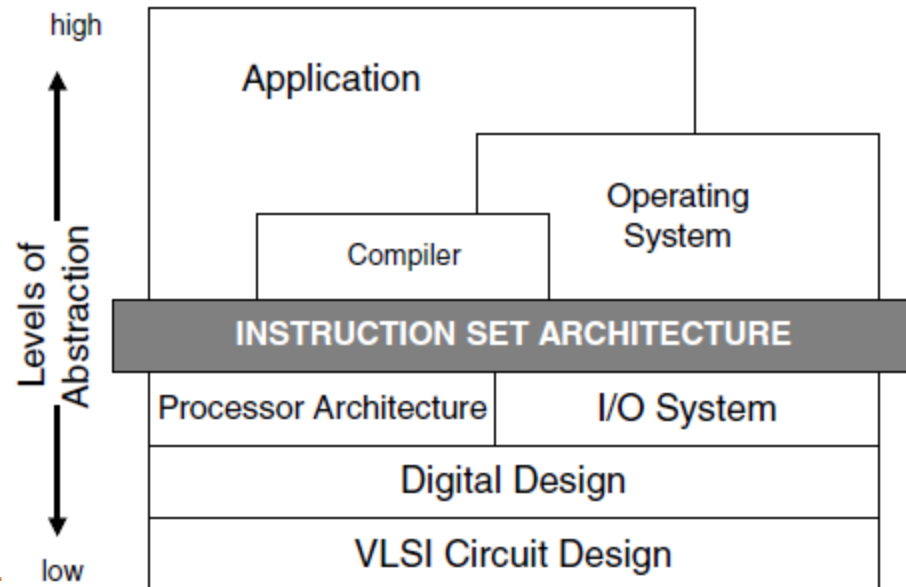 high
Application
Operating
System
Compiler
Levels of
Abstraction
INSTRUCTION SET ARCHITECTURE
Processor Architecture
I/O System
Digital Design
VLSI Circuit Design
low